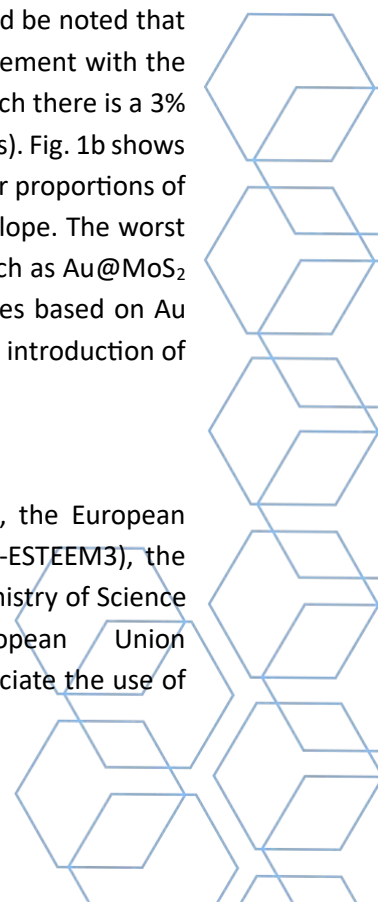 d be noted that
ement with the
ch there is a 3%
s). Fig. 1b shows
r proportions of
lope. The worst
ch as Au@MoS₂
es based on Au
introduction of
, the European
-ESTEEM3), the
nistry of Science
opean Union
ciate the use of